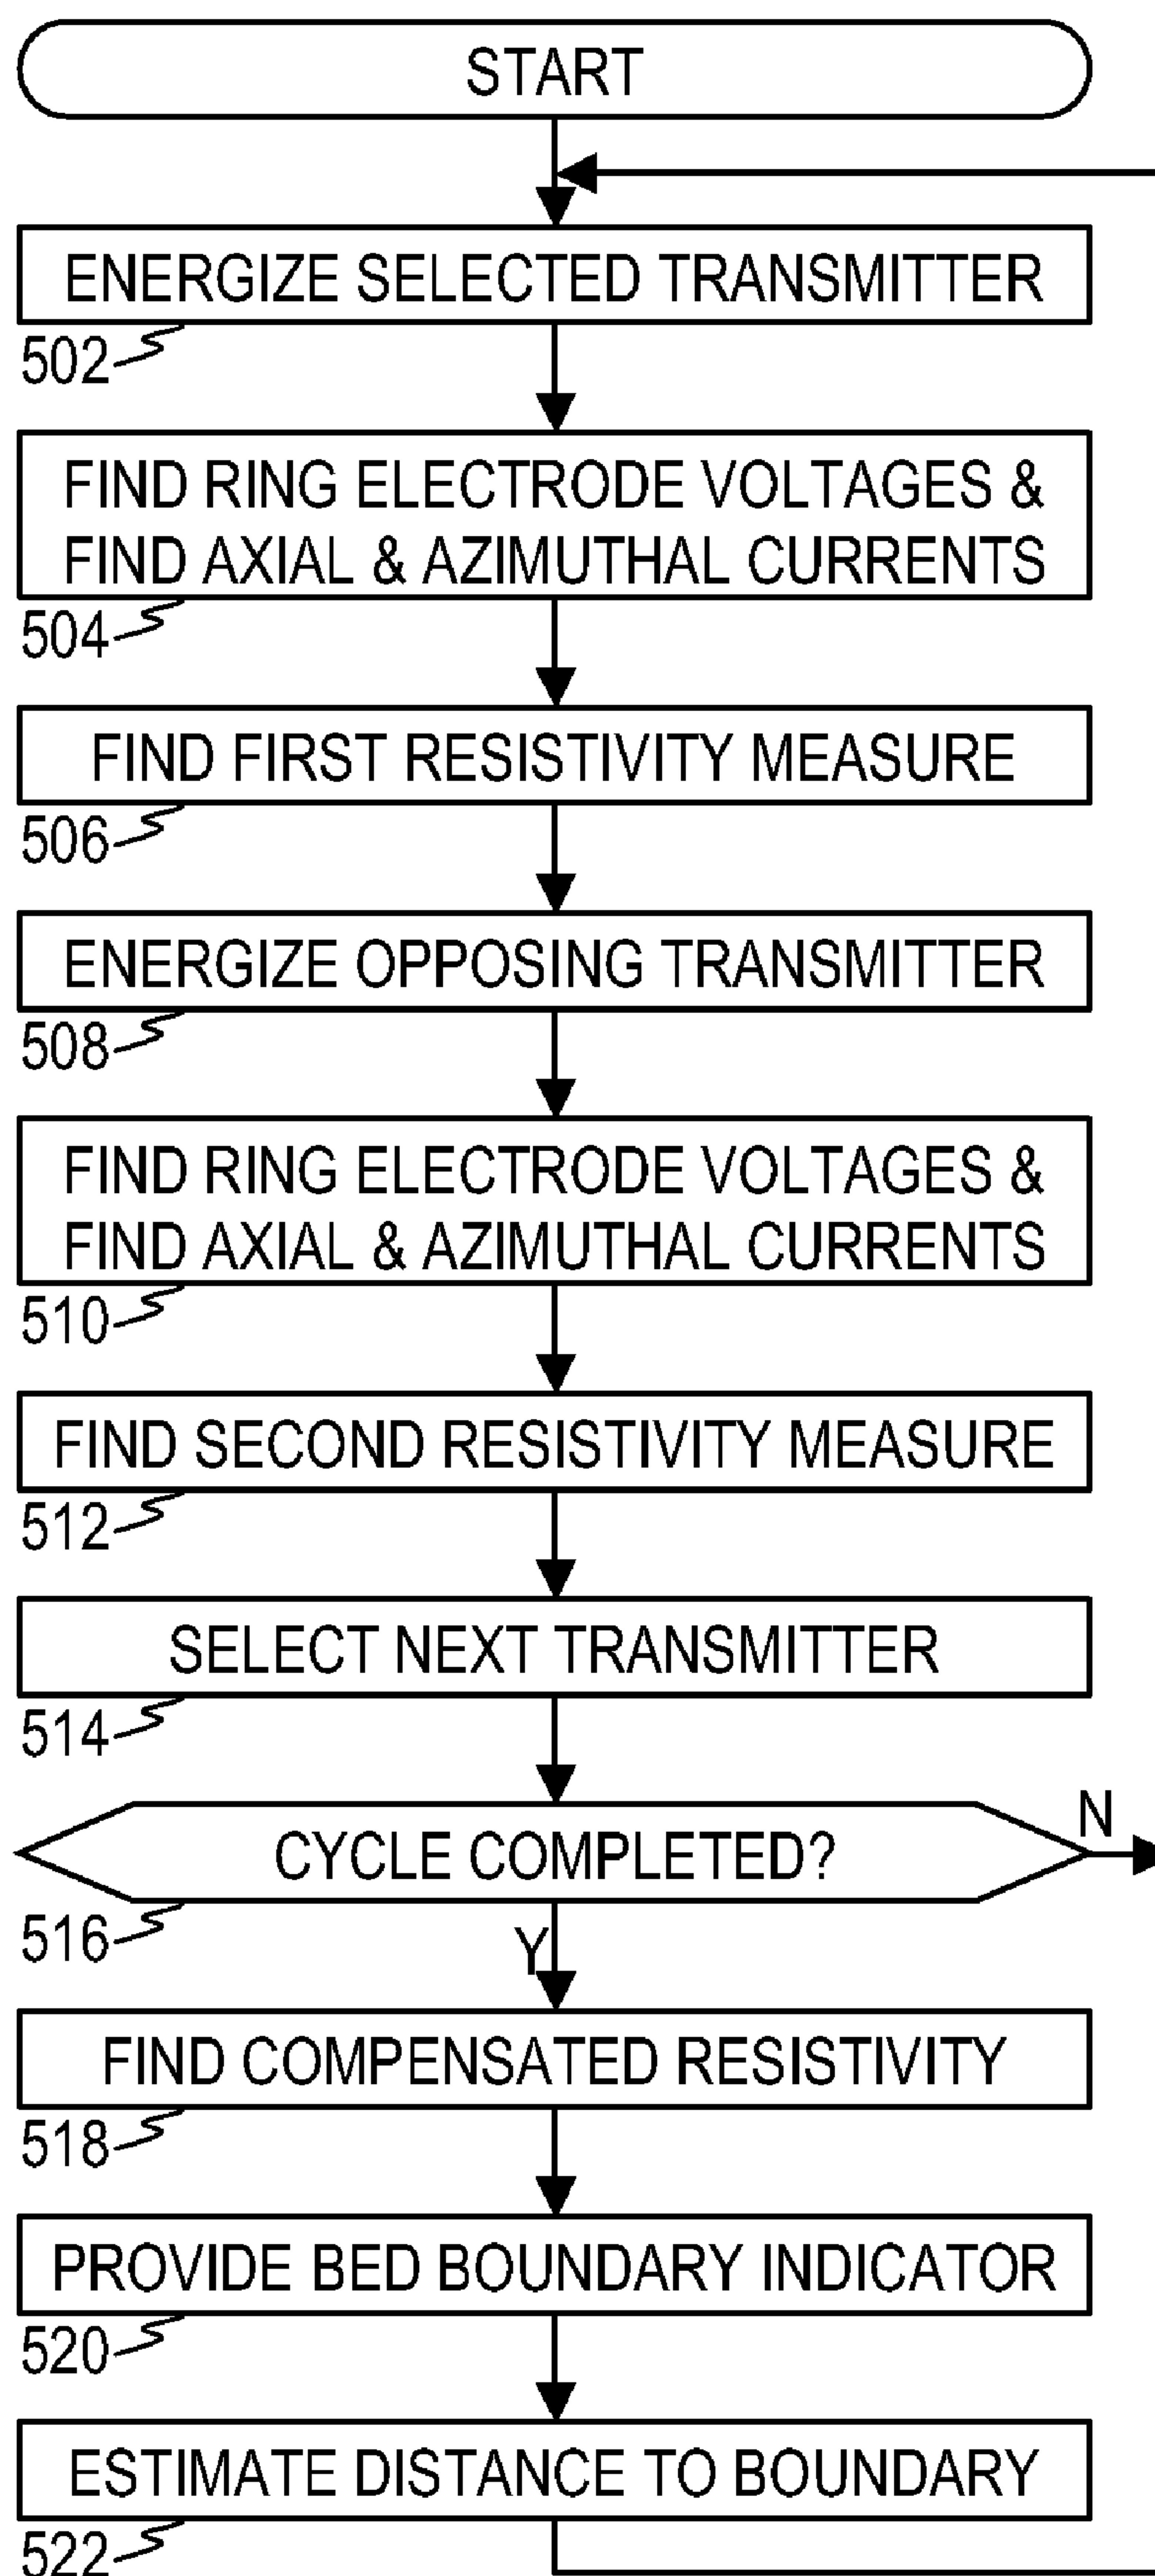 START
ENERGIZE SELECTED TRANSMITTER
502
FIND RING ELECTRODE VOLTAGES &
FIND AXIAL & AZIMUTHAL CURRENTS
504
FIND FIRST RESISTIVITY MEASURE
506
ENERGIZE OPPOSING TRANSMITTER
508
FIND RING ELECTRODE VOLTAGES &
FIND AXIAL & AZIMUTHAL CURRENTS
510
FIND SECOND RESISTIVITY MEASURE
512
SELECT NEXT TRANSMITTER
514
CYCLE COMPLETED?
N
516
Y
FIND COMPENSATED RESISTIVITY
518
PROVIDE BED BOUNDARY INDICATOR
520
ESTIMATE DISTANCE TO BOUNDARY
522